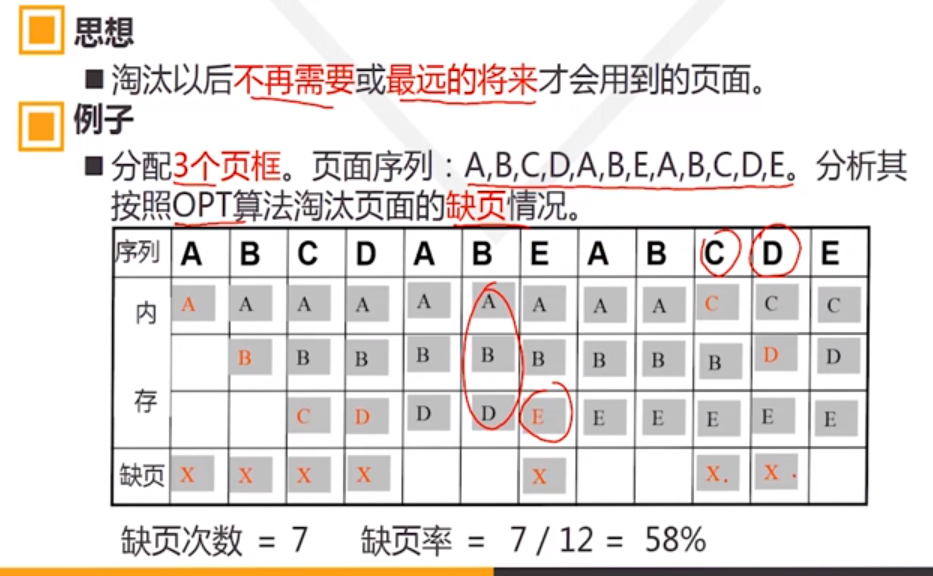 思想
■ 淘汰以后不再需要或最远的将来才会用到的页面。
例子
■ 分配3个页框。页面序列：A,B,C,D,A,B,E,A,B,C,D,E。分析其
按照OPT算法淘汰页面的缺页情况。
序列 A B C D A B E A B C D E
内 A A A A A A A A A C C C
B B B B B B B B B D D
存 C D D D E E E E E E
缺页 X X X X X X. X.
缺页次数 = 7 缺页率 = 7 / 12 = 58%